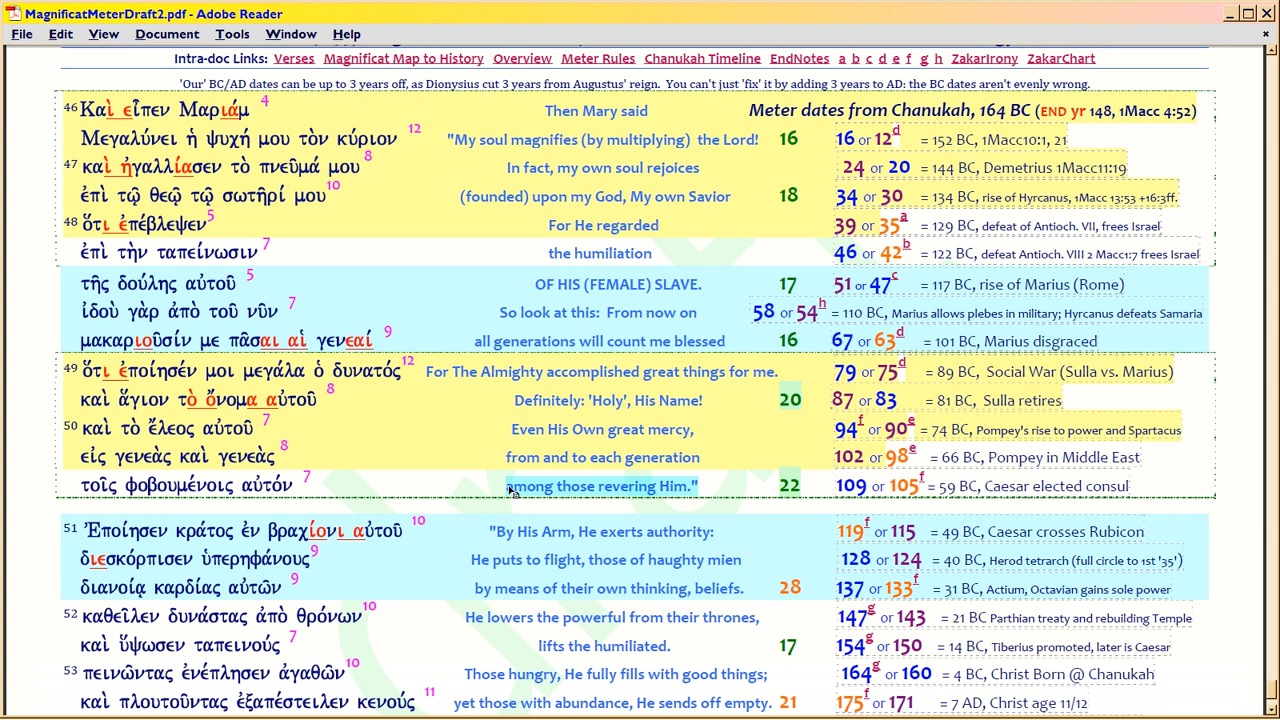 MagnificatMeterDraft2.pdf - Adobe Reader
File Edit View Document Tools Window Help
Intra-doc Links: Verses Magnificat Map to History Overview Meter Rules Chanukah Timeline EndNotes a b c d e f g h ZakarIrony ZakarChart
'Our' BC/AD dates can be up to 3 years off, as Dionysius cut 3 years from Augustus' reign. You can't just 'fix' it by adding 3 years to AD: the BC dates aren't evenly wrong.
46 Καὶ εἶπεν Μαριάμ 4 Then Mary said Meter dates from Chanukah, 164 BC (END yr 148, 1Macc 4:52)
Μεγαλύνει ἡ ψυχή μου τὸν κύριον 12 "My soul magnifies (by multiplying) the Lord! 16 16 or 12d = 152 BC, 1Macc10:1, 21
47 καὶ ἠγαλλίασεν τὸ πνεῦμά μου 8 In fact, my own soul rejoices 24 or 20 = 144 BC, Demetrius 1Macc11:19
ἐπὶ τῷ θεῷ τῷ σωτηρί μου 10 (founded) upon my God, My own Savior 18 34 or 30 = 134 BC, rise of Hyrcanus, 1Macc 13:53 +16:3ff.
48 ὅτι ἐπέβλεψεν 5 For He regarded 39 or 35a = 129 BC, defeat of Antioch. VII, frees Israel
ἐπὶ τὴν ταπείνωσιν 7 the humiliation 46 or 42b = 122 BC, defeat Antioch. VIII 2 Macc1:7 frees Israel
τῆς δούλης αὐτοῦ 5 OF HIS (FEMALE) SLAVE. 17 51 or 47c = 117 BC, rise of Marius (Rome)
ἰδοὺ γὰρ ἀπὸ τοῦ νῦν 7 So look at this: From now on 58 or 54h = 110 BC, Marius allows plebes in military; Hyrcanus defeats Samaria
μακαριοῦσίν με πᾶσαι αἱ γενεαί 9 all generations will count me blessed 16 67 or 63d = 101 BC, Marius disgraced
49 ὅτι ἐποίησέν μοι μεγάλα ὁ δυνατός 12 For The Almighty accomplished great things for me. 79 or 75d = 89 BC, Social War (Sulla vs. Marius)
καὶ ἅγιον τὸ ὄνομα αὐτοῦ 8 Definitely: 'Holy', His Name! 20 87 or 83 = 81 BC, Sulla retires
50 καὶ τὸ ἔλεος αὐτοῦ 7 Even His Own great mercy, 94f or 90e = 74 BC, Pompey's rise to power and Spartacus
εἰς γενεὰς καὶ γενεὰς 8 from and to each generation 102 or 98e = 66 BC, Pompey in Middle East
τοῖς φοβουμένοις αὐτόν 7 among those revering Him." 22 109 or 105f = 59 BC, Caesar elected consul
51 Ἐποίησεν κράτος ἐν βραχίονι αὐτοῦ 10 "By His Arm, He exerts authority: 119f or 115 = 49 BC, Caesar crosses Rubicon
διεσκόρπισεν ὑπερηφάνους 9 He puts to flight, those of haughty mien 128 or 124 = 40 BC, Herod tetrarch (full circle to 1st '35')
διανοίᾳ καρδίας αὐτῶν 9 by means of their own thinking, beliefs. 28 137 or 133f = 31 BC, Actium, Octavian gains sole power
52 καθεῖλεν δυνάστας ἀπὸ θρόνων 10 He lowers the powerful from their thrones, 147g or 143 = 21 BC Parthian treaty and rebuilding Temple
καὶ ὕψωσεν ταπεινούς 7 lifts the humiliated. 17 154g or 150 = 14 BC, Tiberius promoted, later is Caesar
53 πεινῶντας ἐνέπλησεν ἀγαθῶν 10 Those hungry, He fully fills with good things; 164g or 160 = 4 BC, Christ Born @ Chanukah
καὶ πλουτοῦντας ἐξαπέστειλεν κενούς 11 yet those with abundance, He sends off empty. 21 175f or 171 = 7 AD, Christ age 11/12